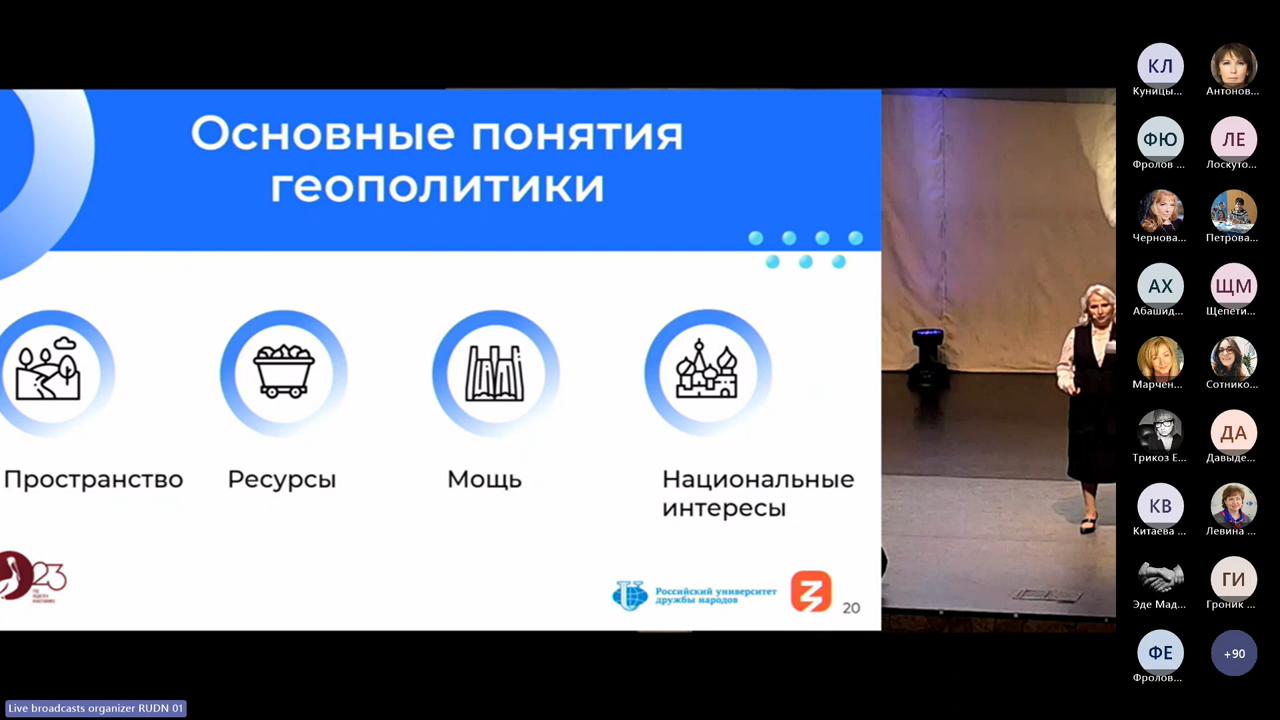 Основные понятия
геополитики
Пространство
Ресурсы
Мощь
Национальные
интересы
23
Российский университет
дружбы народов
20
КЛ
Куницы...
Антонов...
ФЮ
Фролов ...
ЛЕ
Лоскуто...
Чернова...
Петрова...
АХ
Абашид...
ЩМ
Щепети...
Марчен...
Сотнико...
Трикоз Е...
ДА
Давыде...
КВ
Китаева ...
Левина ...
Эде Мад...
ГИ
Гроник ...
ФЕ
Фролов...
+90
Live broadcasts organizer RUDN 01